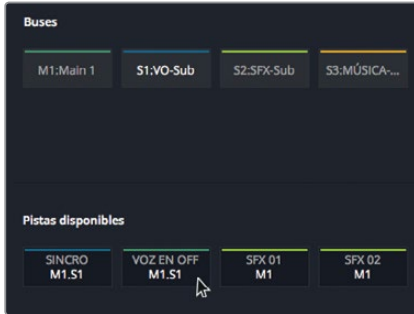 Buses
M1:Main 1 S1:VO-Sub S2:SFX-Sub S3:MÚSICA-...
Pistas disponibles
SINCRO VOZ EN OFF SFX 01 SFX 02
M1.S1 M1.S1 M1 M1